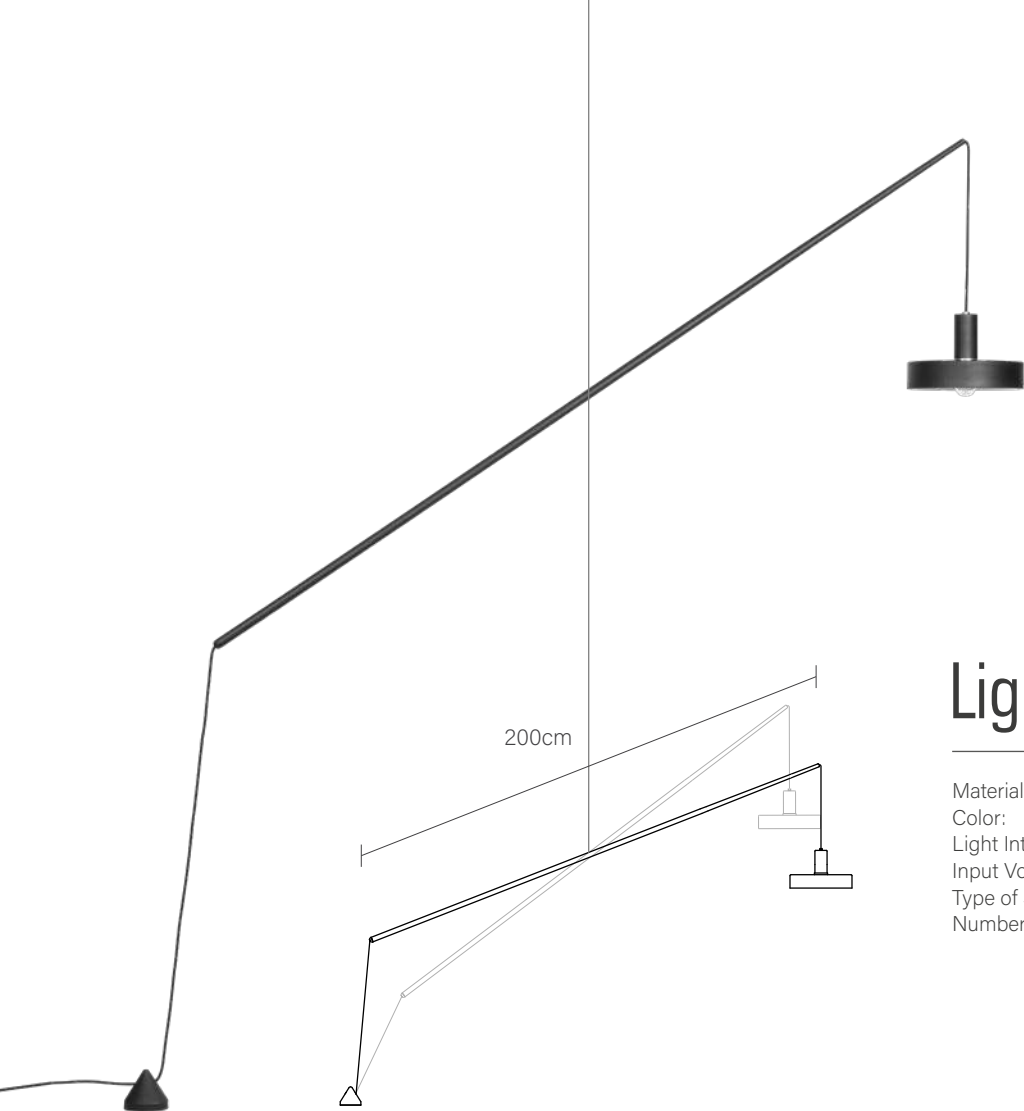 200cm
Lig
Material
Color:
Light Int
Input Vo
Type of
Number